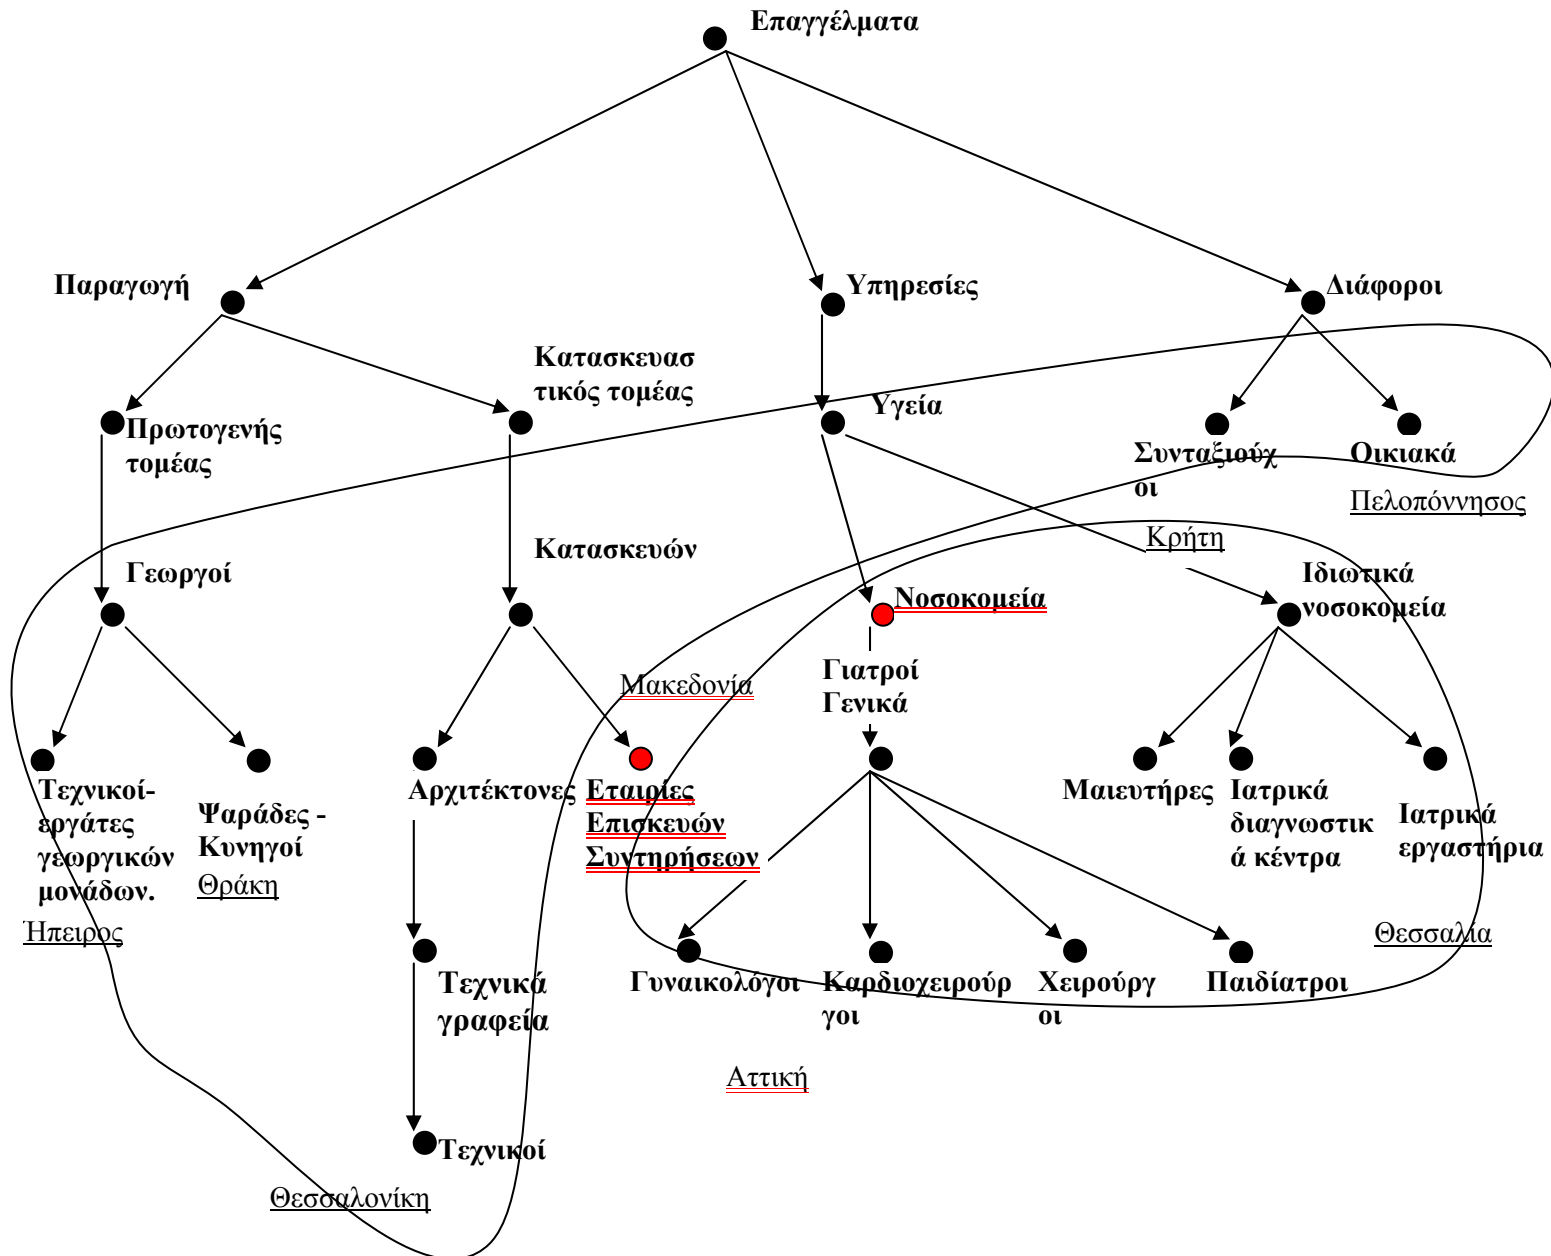 Επαγγέλματα
Παραγωγή
Υπηρεσίες
Διάφοροι
Κατασκευασ
τικός τομέας
Πρωτογενής
τομέας
Υγεία
Συνταξιούχ
οι
Οικιακά
Πελοπόννησος
Κρήτη
Γεωργοί
Κατασκευών
Νοσοκομεία
Ιδιωτικά
νοσοκομεία
Μακεδονία
Γιατροί
Γενικά
Τεχνικοί-
εργάτες
γεωργικών
μονάδων.
Ψαράδες -
Κυνηγοί
Θράκη
Ήπειρος
Αρχιτέκτονες
Εταιρίες
Επισκευών
Συντηρήσεων
Μαιευτήρες
Ιατρικά
διαγνωστικ
ά κέντρα
Ιατρικά
εργαστήρια
Θεσσαλία
Τεχνικά
γραφεία
Γυναικολόγοι
Καρδιοχειρούρ
γοι
Χειρούργ
οι
Παιδίατροι
Αττική
Τεχνικοί
Θεσσαλονίκη